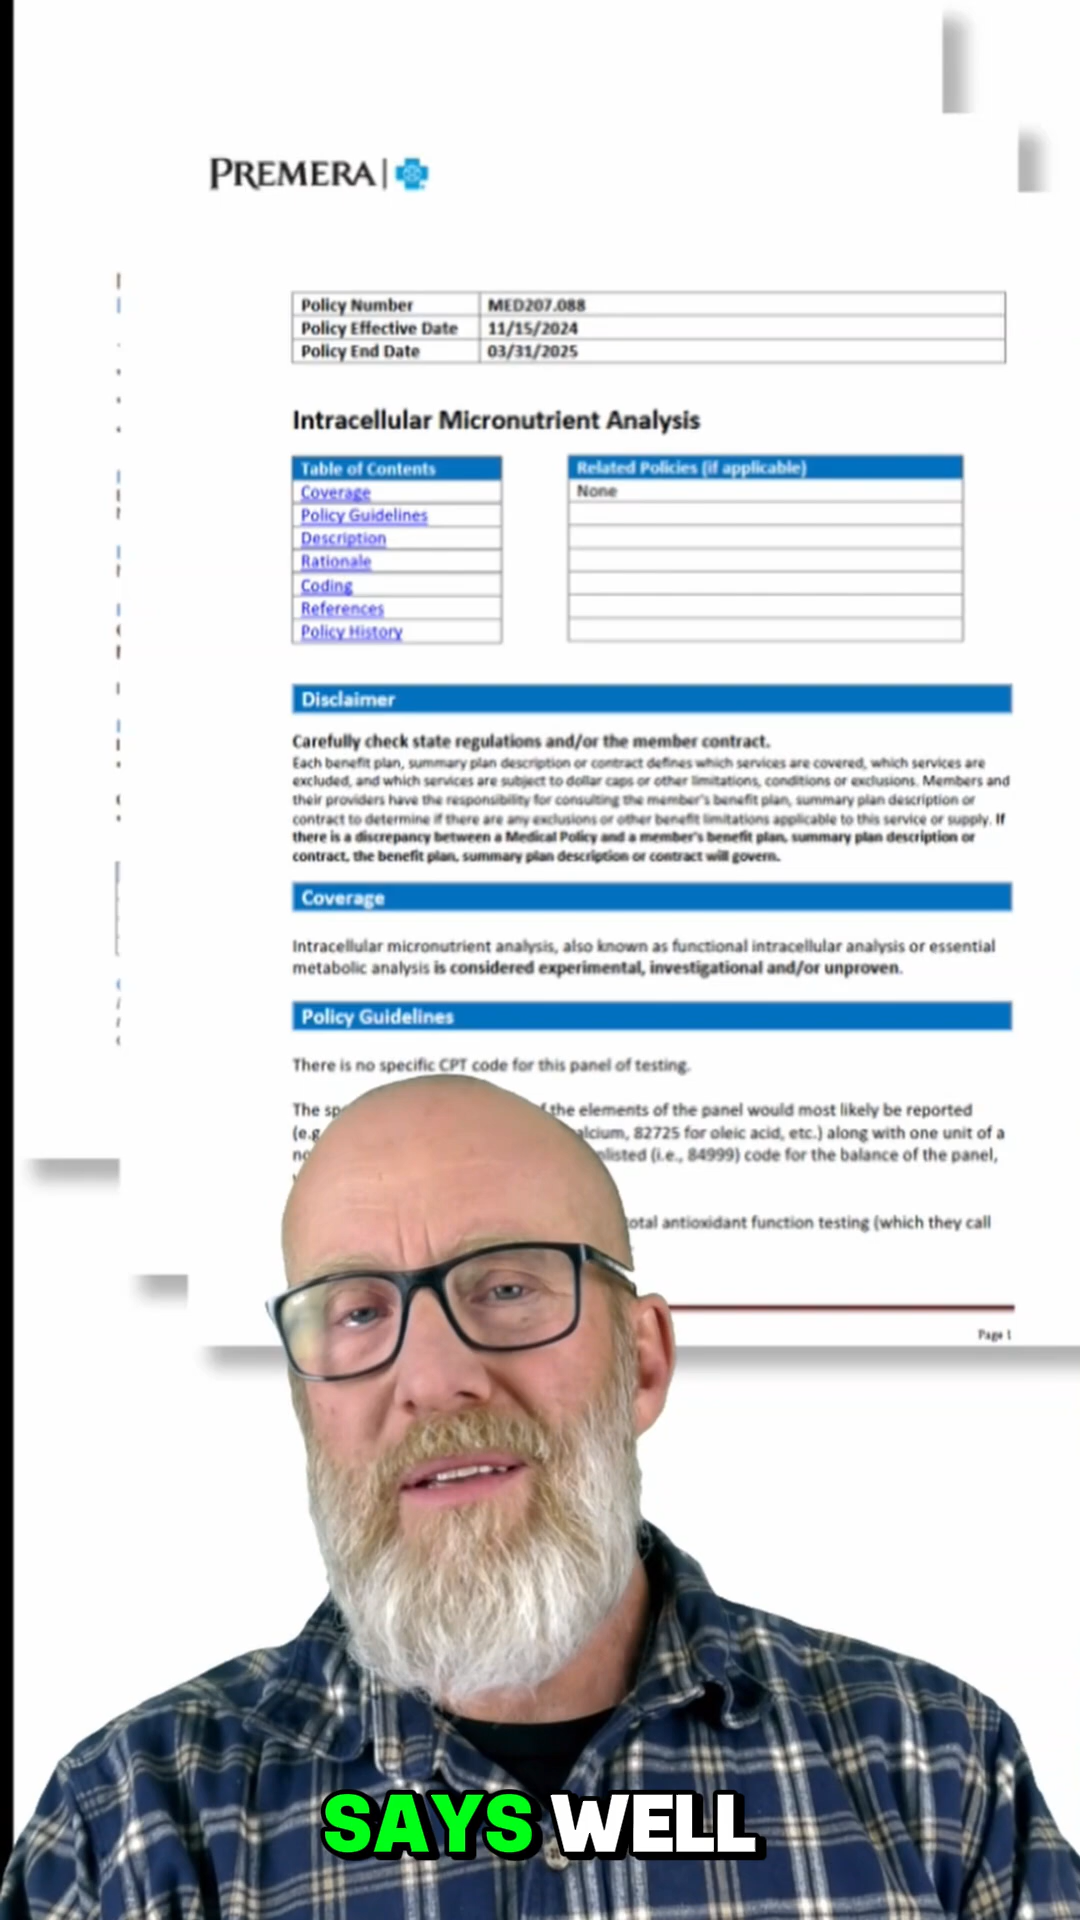 PREMERA |
Policy Number MED207.088
Policy Effective Date 11/15/2024
Policy End Date 03/31/2025
Intracellular Micronutrient Analysis
Table of Contents
Coverage
Policy Guidelines
Description
Rationale
Coding
References
Policy History
Related Policies (if applicable)
None
Disclaimer
Carefully check state regulations and/or the member contract.
Each benefit plan, summary plan description or contract defines which services are covered, which services are
excluded, and which services are subject to dollar caps or other limitations, conditions or exclusions. Members and
their providers have the responsibility for consulting the member's benefit plan, summary plan description or
contract to determine if there are any exclusions or other benefit limitations applicable to this service or supply. If
there is a discrepancy between a Medical Policy and a member's benefit plan, summary plan description or
contract, the benefit plan, summary plan description or contract will govern.
Coverage
Intracellular micronutrient analysis, also known as functional intracellular analysis or essential
metabolic analysis is considered experimental, investigational and/or unproven.
Policy Guidelines
There is no specific CPT code for this panel of testing.
The the elements of the panel would most likely be reported
(e.g. 82725 for oleic acid, etc.) along with one unit of a
(i.e., 84999) code for the balance of the panel,
antioxidant function testing (which they call
Page 1
SAYS WELL